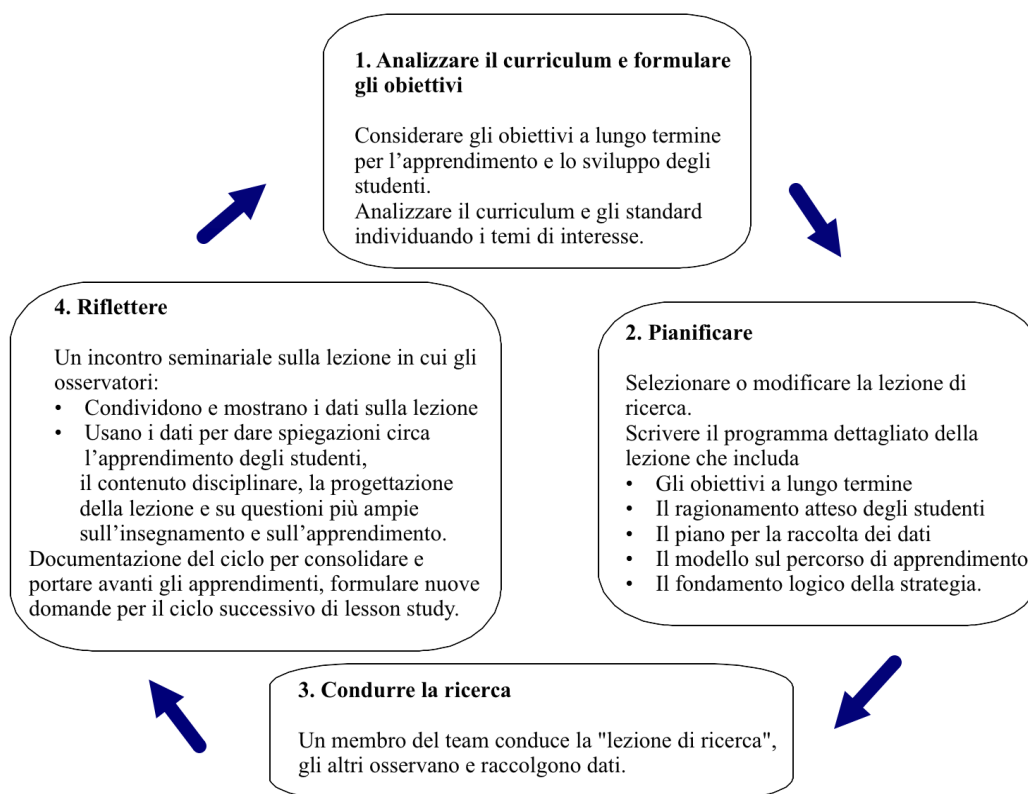 1. Analizzare il curriculum e formulare
gli obiettivi
Considerare gli obiettivi a lungo termine
per l’apprendimento e lo sviluppo degli
studenti.
Analizzare il curriculum e gli standard
individuando i temi di interesse.
2. Pianificare
Selezionare o modificare la lezione di
ricerca.
Scrivere il programma dettagliato della
lezione che includa
• Gli obiettivi a lungo termine
• Il ragionamento atteso degli studenti
• Il piano per la raccolta dei dati
• Il modello sul percorso di apprendimento
• Il fondamento logico della strategia.
3. Condurre la ricerca
Un membro del team conduce la "lezione di ricerca",
gli altri osservano e raccolgono dati.
4. Riflettere
Un incontro seminariale sulla lezione in cui gli
osservatori:
• Condividono e mostrano i dati sulla lezione
• Usano i dati per dare spiegazioni circa
l’apprendimento degli studenti,
il contenuto disciplinare, la progettazione
della lezione e su questioni più ampie
sull’insegnamento e sull’apprendimento.
Documentazione del ciclo per consolidare e
portare avanti gli apprendimenti, formulare nuove
domande per il ciclo successivo di lesson study.